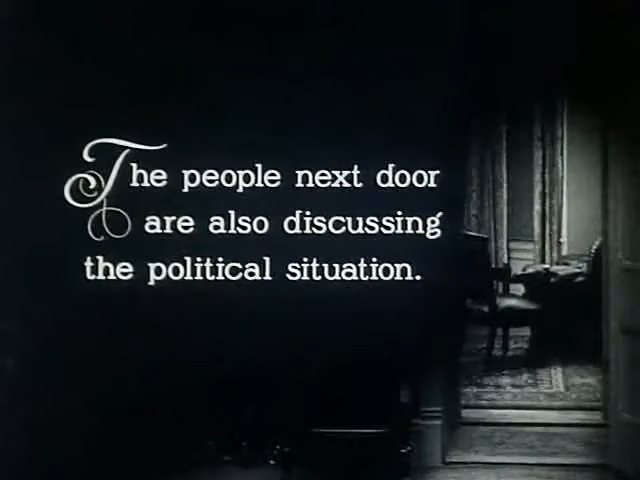 The people next door
are also discussing
the political situation.